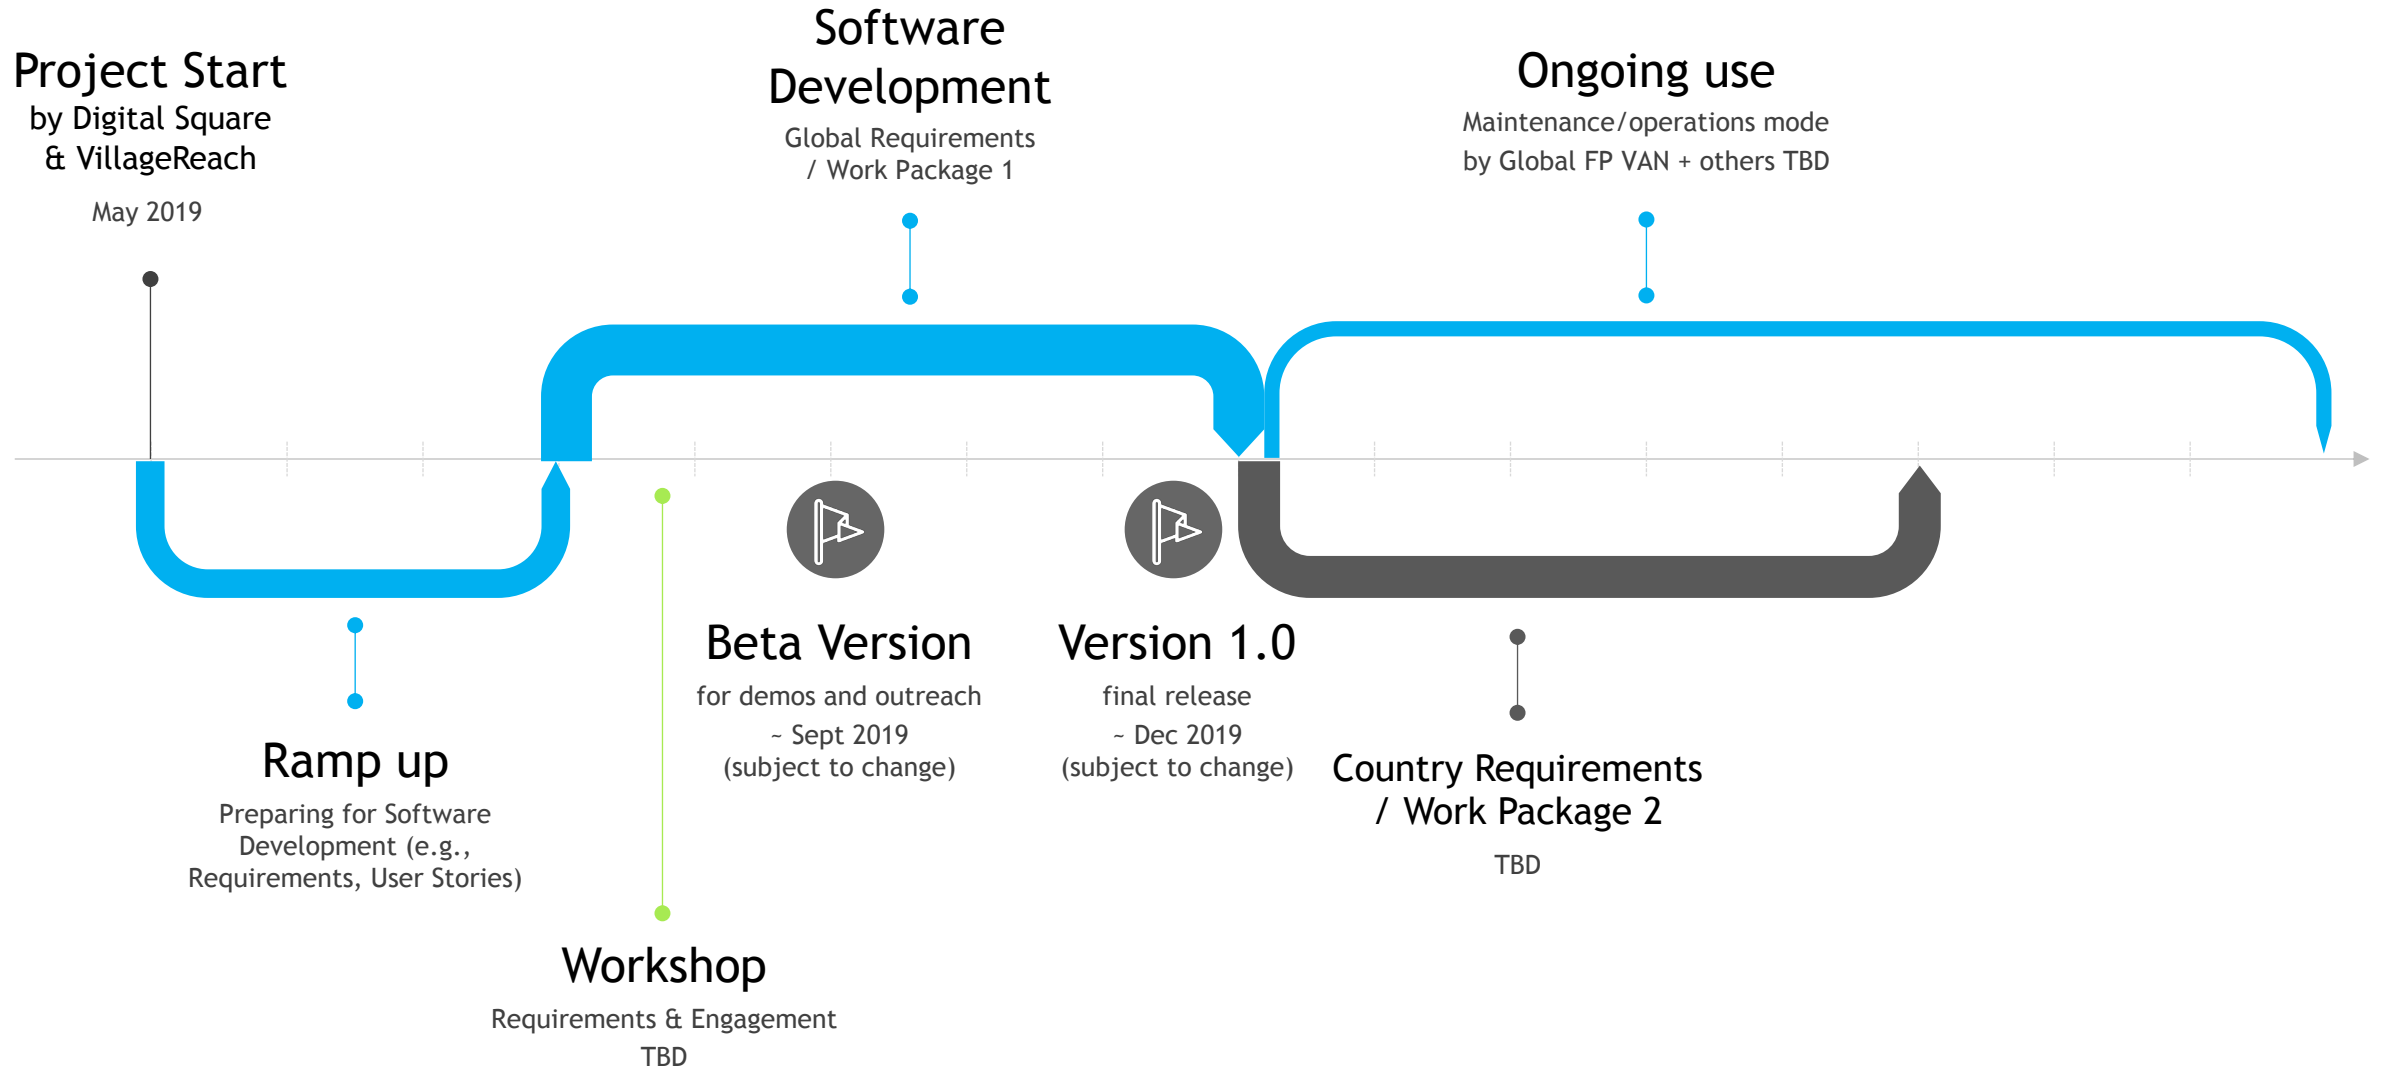 Project Start
by Digital Square
& VillageReach
May 2019
Software
Development
Global Requirements
/ Work Package 1
Ongoing use
Maintenance/operations mode
by Global FP VAN + others TBD
Ramp up
Preparing for Software
Development (e.g.,
Requirements, User Stories)
Workshop
Requirements & Engagement
TBD
Beta Version
for demos and outreach
~ Sept 2019
(subject to change)
Version 1.0
final release
~ Dec 2019
(subject to change)
Country Requirements
/ Work Package 2
TBD